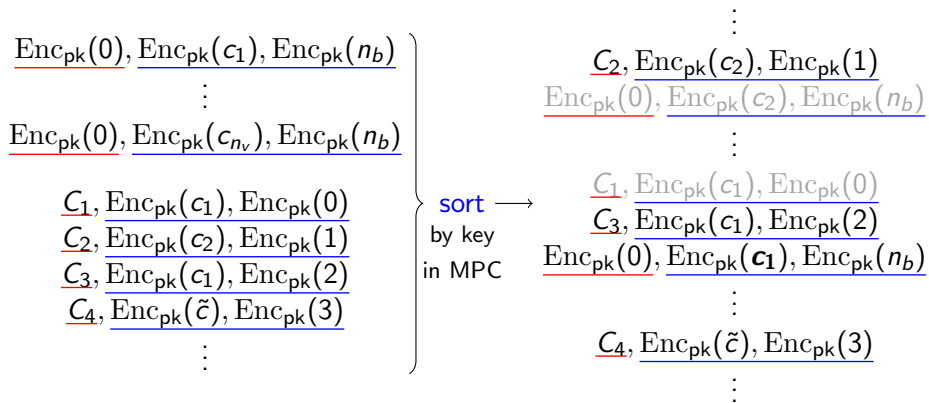 Enc_pk(0), Enc_pk(c_1), Enc_pk(n_b)
⋮
Enc_pk(0), Enc_pk(c_{n_v}), Enc_pk(n_b)
C_1, Enc_pk(c_1), Enc_pk(0)
C_2, Enc_pk(c_2), Enc_pk(1)
C_3, Enc_pk(c_1), Enc_pk(2)
C_4, Enc_pk(c̃), Enc_pk(3)
⋮
sort
by key
in MPC
⋮
C_2, Enc_pk(c_2), Enc_pk(1)
Enc_pk(0), Enc_pk(c_2), Enc_pk(n_b)
⋮
C_1, Enc_pk(c_1), Enc_pk(0)
C_3, Enc_pk(c_1), Enc_pk(2)
Enc_pk(0), Enc_pk(c_1), Enc_pk(n_b)
⋮
C_4, Enc_pk(c̃), Enc_pk(3)
⋮